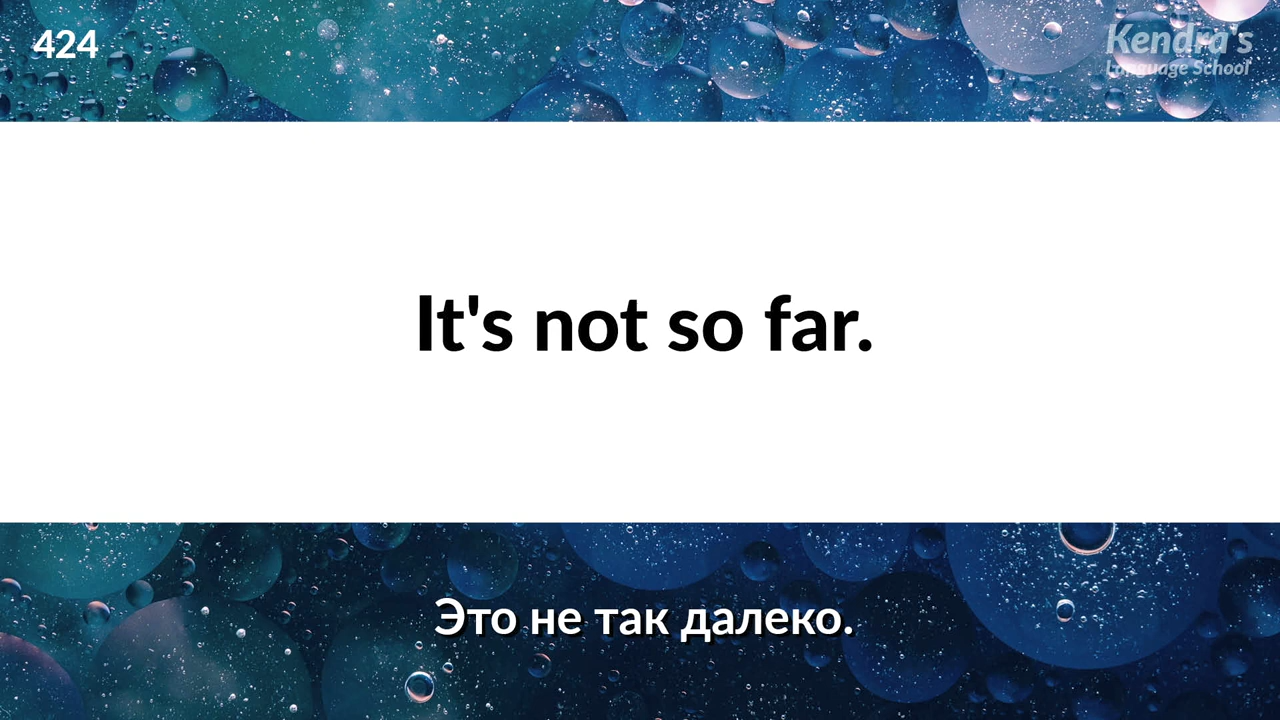 424
Kendra's
Language School
It's not so far.
Это не так далеко.